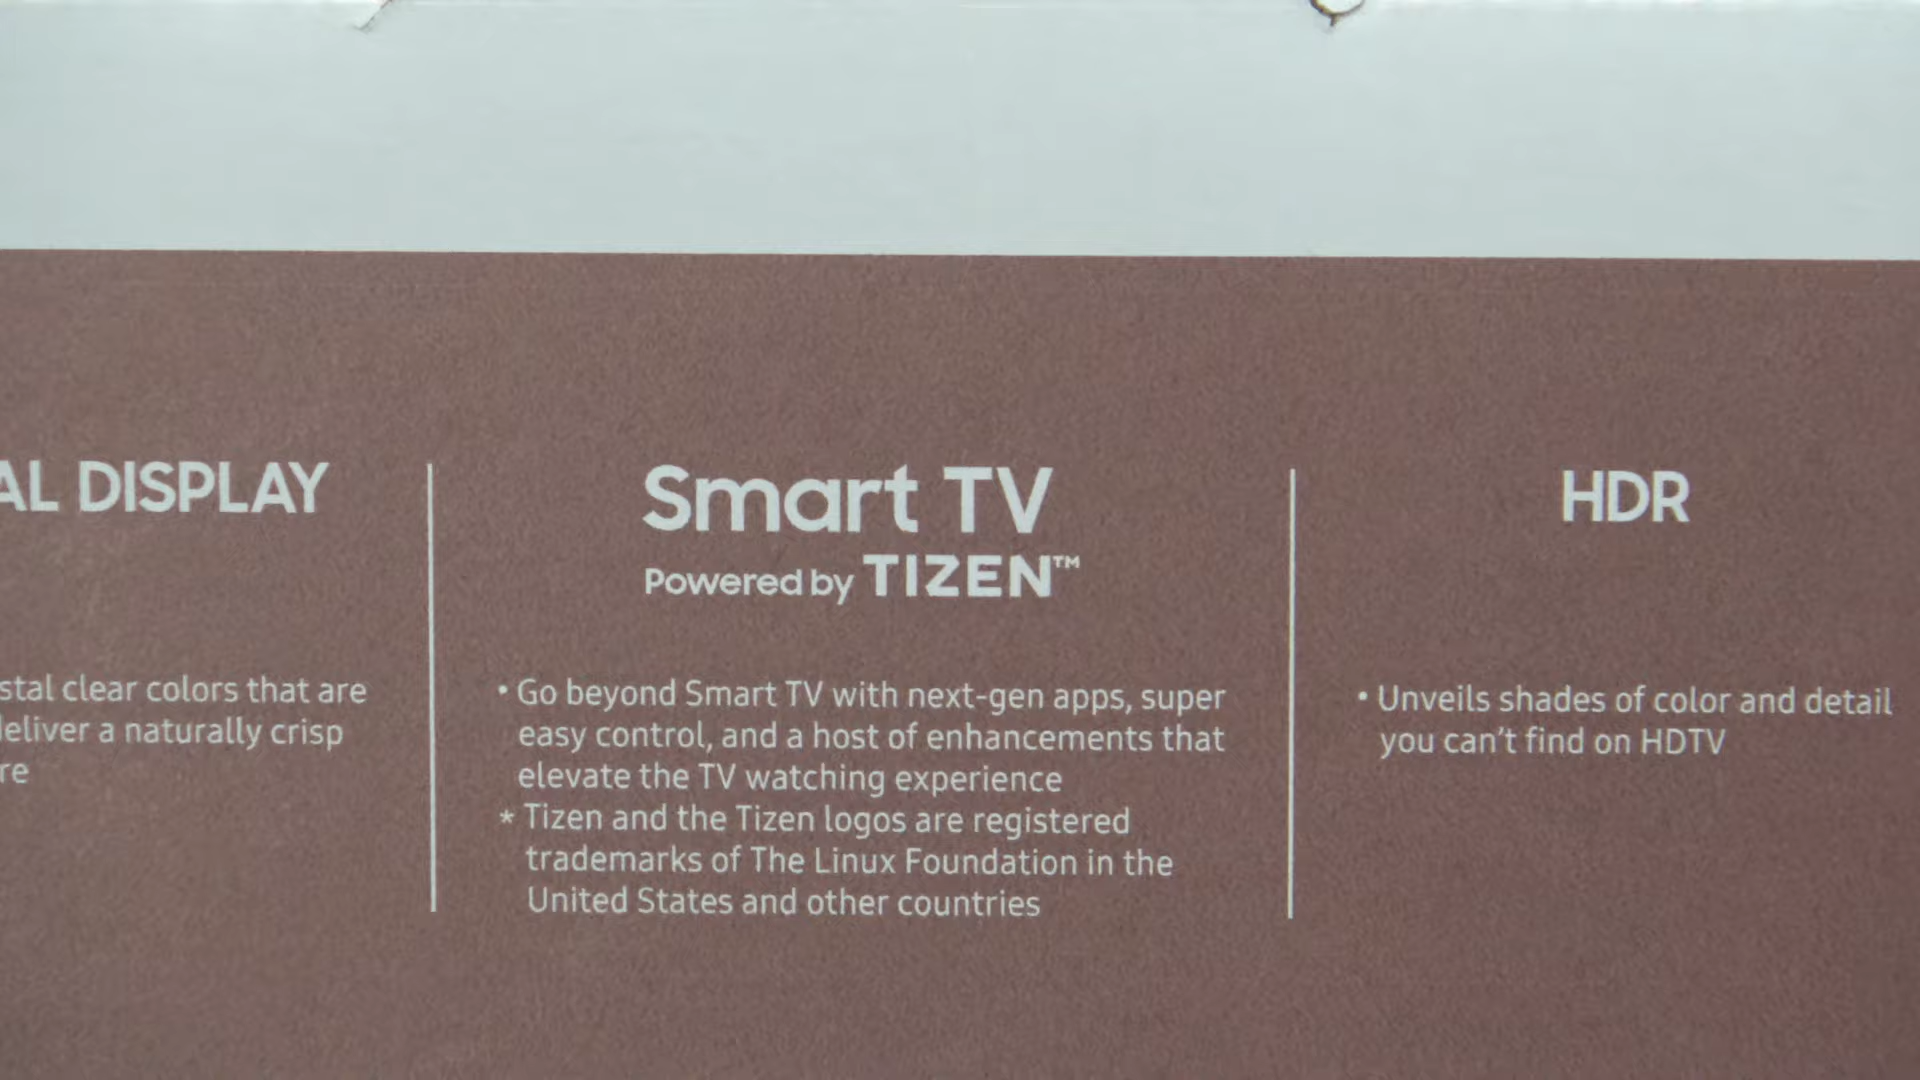 AL DISPLAY
stal clear colors that are
eliver a naturally crisp
re
Smart TV
Powered by TIZEN™
• Go beyond Smart TV with next-gen apps, super
easy control, and a host of enhancements that
elevate the TV watching experience
* Tizen and the Tizen logos are registered
trademarks of The Linux Foundation in the
United States and other countries
HDR
• Unveils shades of color and detail
you can't find on HDTV